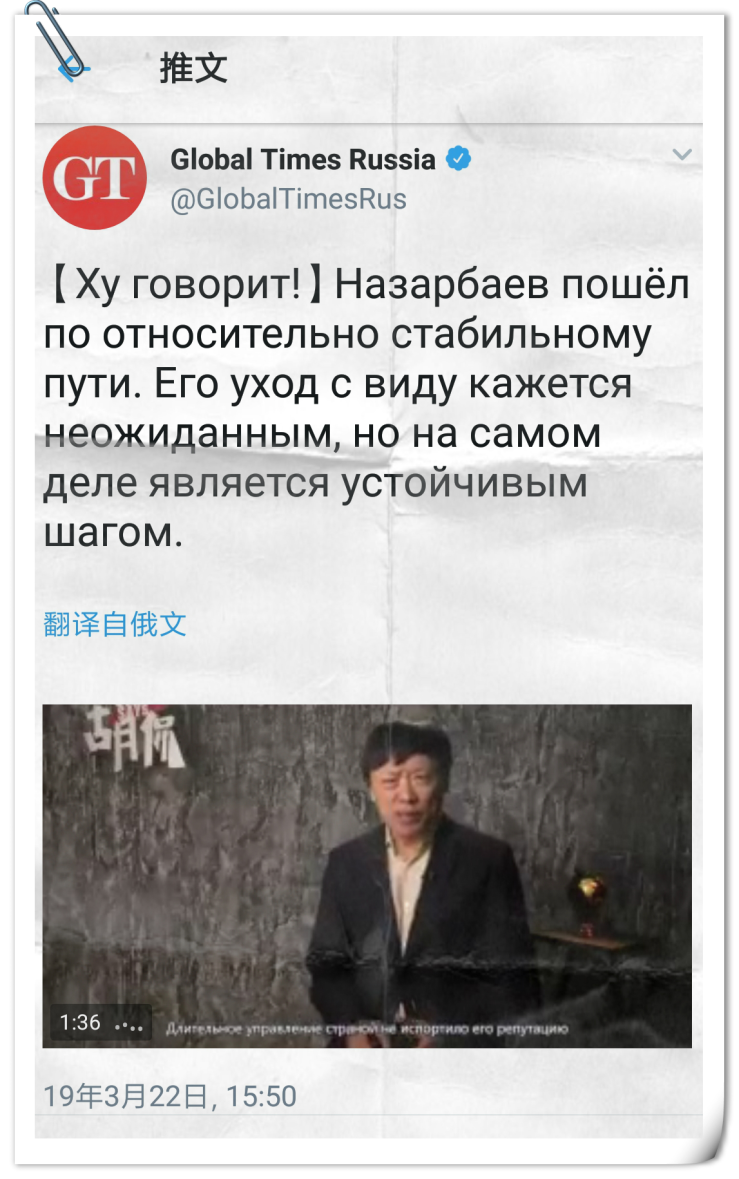 推文
GT
Global Times Russia
@GlobalTimesRus
【Ху говорит!】Назарбаев пошёл
по относительно стабильному
пути. Его уход с виду кажется
неожиданным, но на самом
деле является устойчивым
шагом.
翻译自俄文
胡侃
1:36
Длительное управление страной не испортило его репутацию
19年3月22日, 15:50